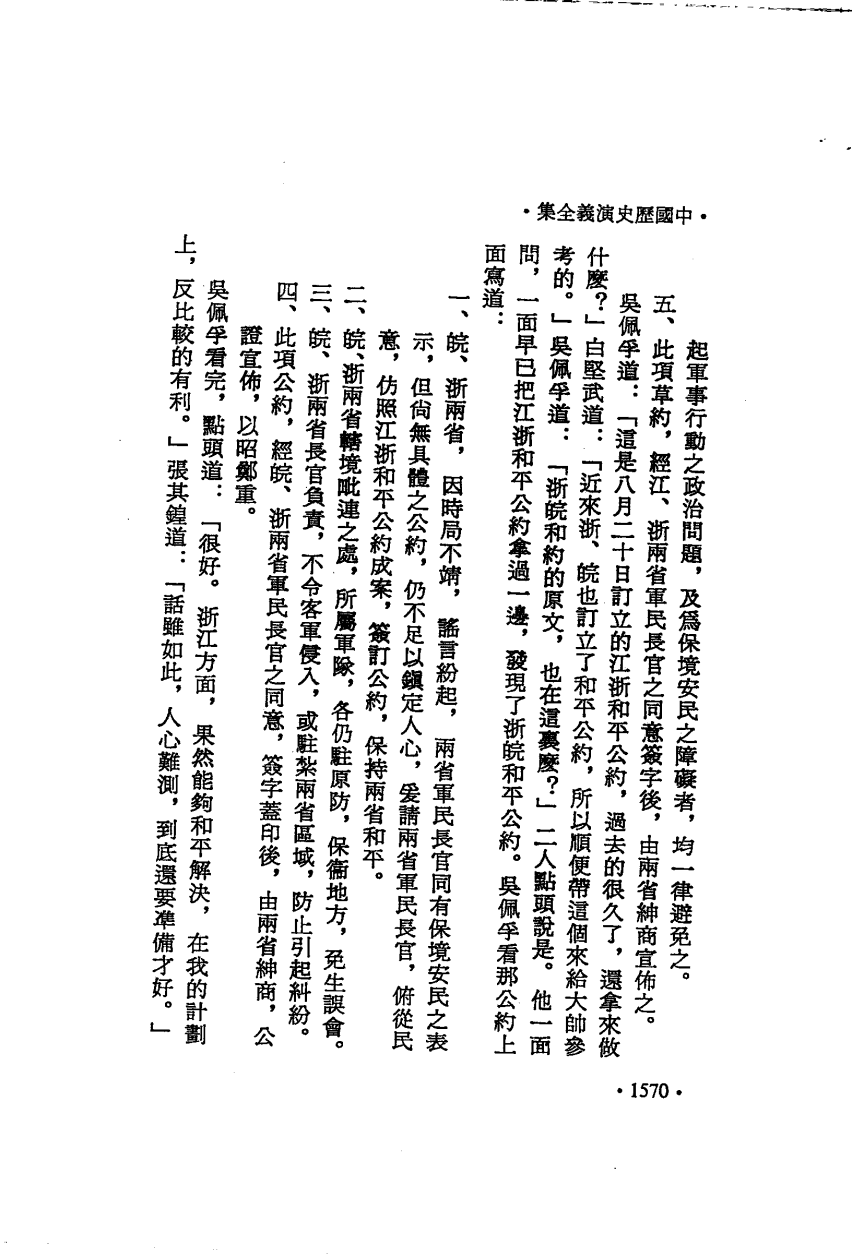 •中國歷史演義全集•
起軍事行動之政治問題，及爲保境安民之障礙者，均一律避免之。
五、此項草約，經江、浙兩省軍民長官之同意簽字後，由兩省紳商宣佈之。
吳佩孚道：「這是八月二十日訂立的江浙和平公約，過去的很久了，還拿來做
什麼？」白堅武道：「近來浙、皖也訂立了和平公約，所以順便帶這個來給大帥參
考的。」吳佩孚道：「浙皖和約的原文，也在這裏麼？」二人點頭說是。他一面
問，一面早已把江浙和平公約拿過一邊，發現了浙皖和平公約。吳佩孚看那公約上
面寫道：
一、皖、浙兩省，因時局不靖，謠言紛起，兩省軍民長官同有保境安民之表
示，但尙無具體之公約，仍不足以鎭定人心，爰請兩省軍民長官，俯從民
意，仿照江浙和平公約成案，簽訂公約，保持兩省和平。
二、皖、浙兩省轄境毗連之處，所屬軍隊，各仍駐原防，保衞地方，免生誤會。
三、皖、浙兩省長官負責，不令客軍侵入，或駐紮兩省區域，防止引起糾紛。
四、此項公約，經皖、浙兩省軍民長官之同意，簽字蓋印後，由兩省紳商，公
證宣佈，以昭鄭重。
吳佩孚看完，點頭道：「很好。浙江方面，果然能夠和平解決，在我的計劃
上，反比較的有利。」張其鍠道：「話雖如此，人心難測，到底還要準備才好。」
•1570•